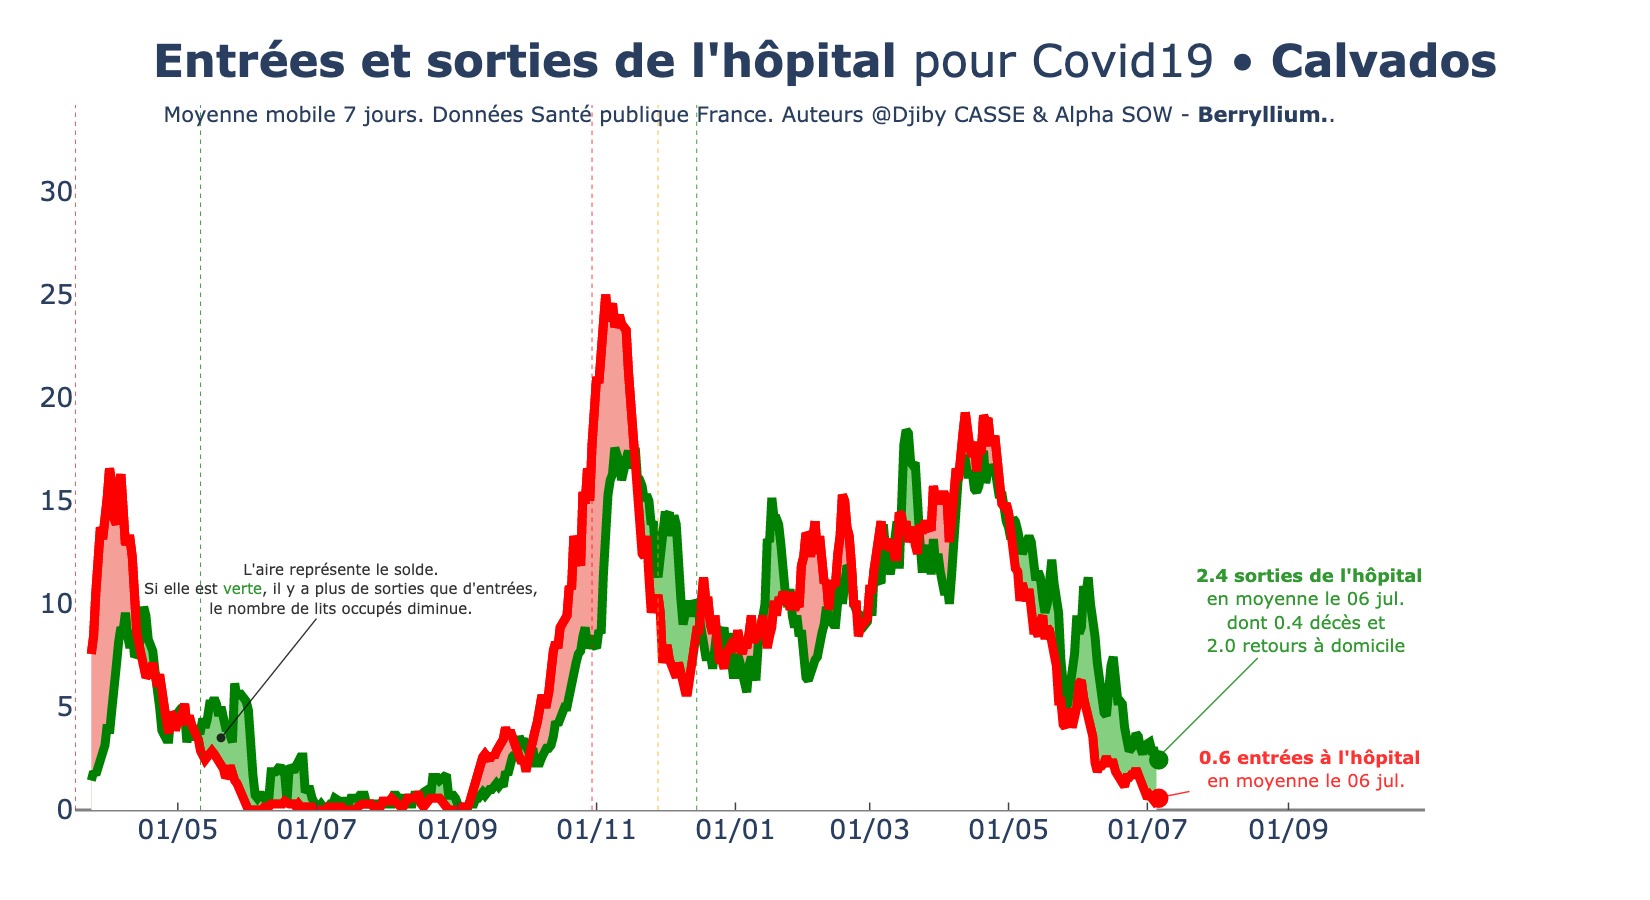 Entrées et sorties de l'hôpital pour Covid19 • Calvados
Moyenne mobile 7 jours. Données Santé publique France. Auteurs @Djiby CASSE & Alpha SOW - Berryllium..
30
25
20
15
10
5
0
L'aire représente le solde.
Si elle est verte, il y a plus de sorties que d'entrées,
le nombre de lits occupés diminue.
2.4 sorties de l'hôpital
en moyenne le 06 jul.
dont 0.4 décès et
2.0 retours à domicile
0.6 entrées à l'hôpital
en moyenne le 06 jul.
01/05 01/07 01/09 01/11 01/01 01/03 01/05 01/07 01/09